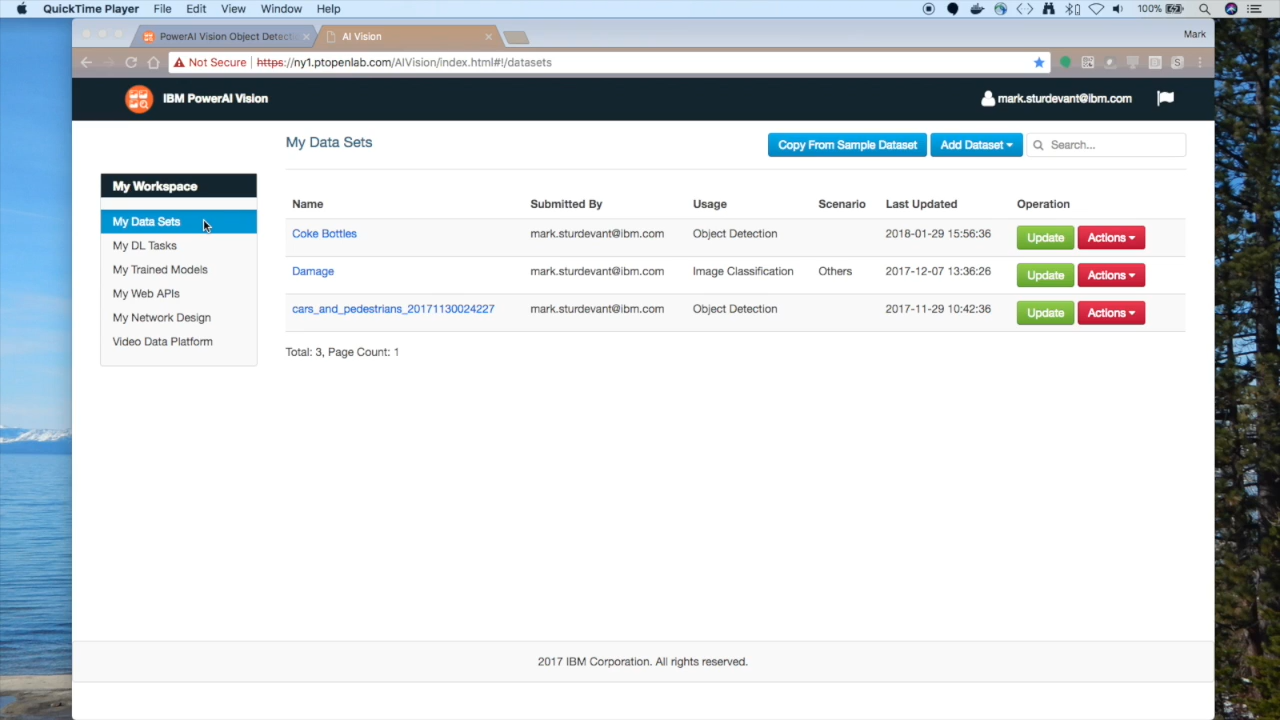 QuickTime Player File Edit View Window Help 100%
PowerAI Vision Object Detecti AI Vision Mark
Not Secure https://ny1.ptopenlab.com/AIVision/index.html#!/datasets
IBM PowerAI Vision mark.sturdevant@ibm.com
My Data Sets Copy From Sample Dataset Add Dataset Search...
My Workspace
My Data Sets
My DL Tasks
My Trained Models
My Web APIs
My Network Design
Video Data Platform
Name Submitted By Usage Scenario Last Updated Operation
Coke Bottles mark.sturdevant@ibm.com Object Detection 2018-01-29 15:56:36 Update Actions
Damage mark.sturdevant@ibm.com Image Classification Others 2017-12-07 13:36:26 Update Actions
cars_and_pedestrians_20171130024227 mark.sturdevant@ibm.com Object Detection 2017-11-29 10:42:36 Update Actions
Total: 3, Page Count: 1
2017 IBM Corporation. All rights reserved.